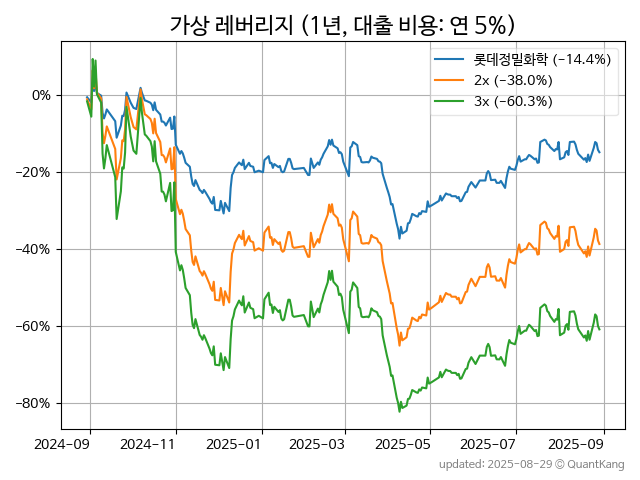 가상 레버리지 (1년, 대출 비용: 연 5%)
롯데정밀화학 (−14.4%)
2x (−38.0%)
3x (−60.3%)
0%
−20%
−40%
−60%
−80%
2024-09 2024-11 2025-01 2025-03 2025-05 2025-07 2025-09
updated: 2025-08-29 © QuantKang